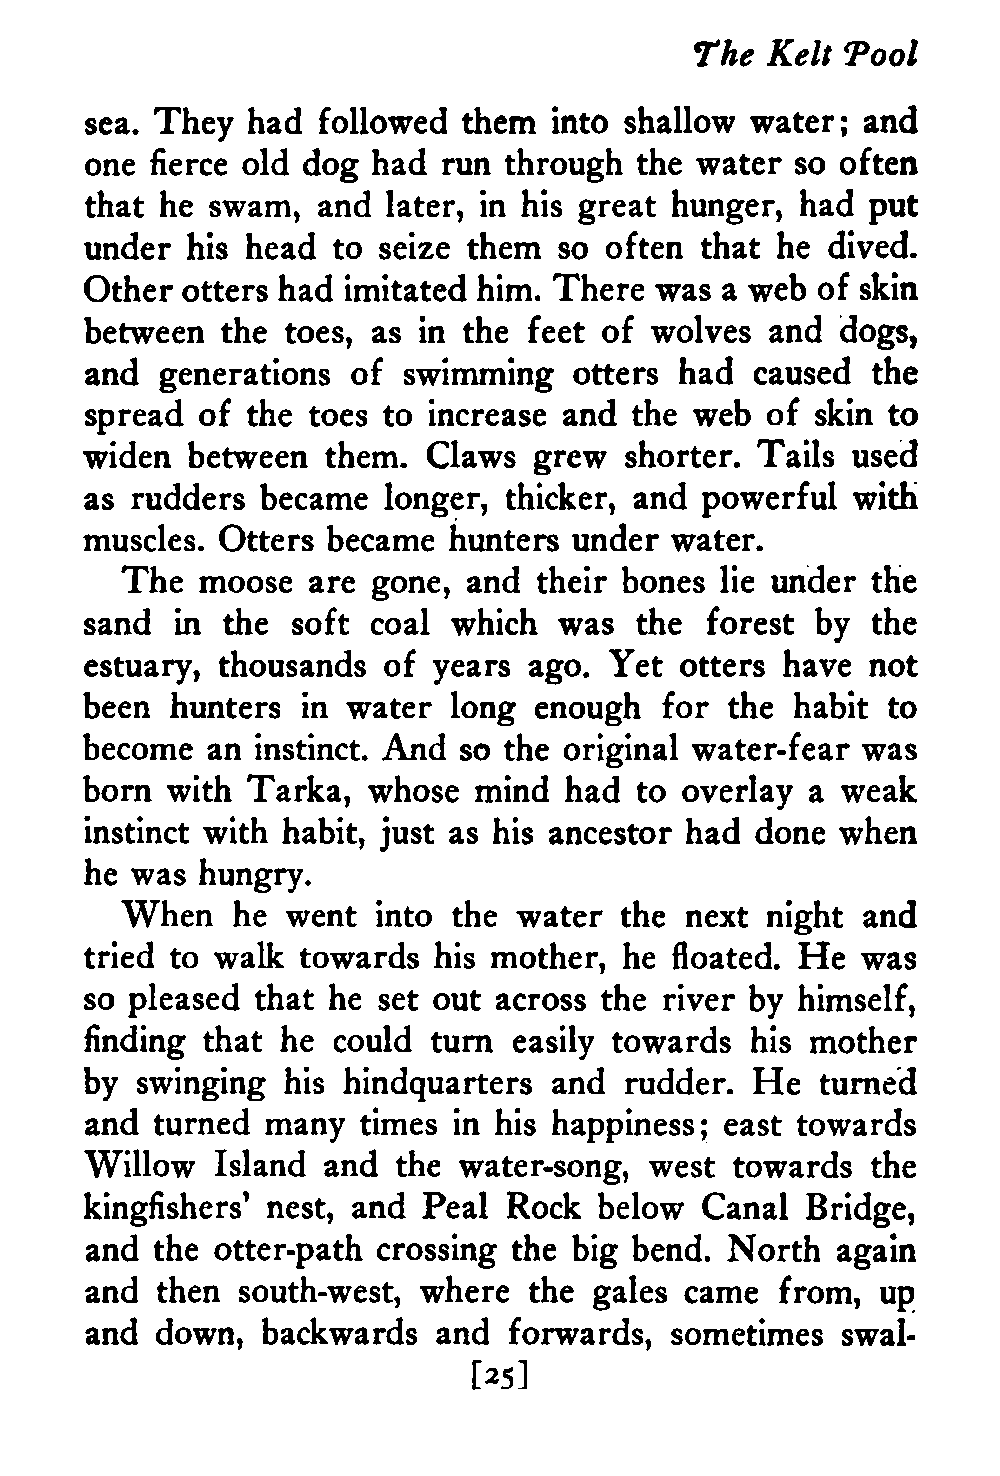 The Kelt Pool
sea. They had followed them into shallow water; and
one fierce old dog had run through the water so often
that he swam, and later, in his great hunger, had put
under his head to seize them so often that he dived.
Other otters had imitated him. There was a web of skin
between the toes, as in the feet of wolves and dogs,
and generations of swimming otters had caused the
spread of the toes to increase and the web of skin to
widen between them. Claws grew shorter. Tails used
as rudders became longer, thicker, and powerful with
muscles. Otters became hunters under water.
The moose are gone, and their bones lie under the
sand in the soft coal which was the forest by the
estuary, thousands of years ago. Yet otters have not
been hunters in water long enough for the habit to
become an instinct. And so the original water-fear was
born with Tarka, whose mind had to overlay a weak
instinct with habit, just as his ancestor had done when
he was hungry.
When he went into the water the next night and
tried to walk towards his mother, he floated. He was
so pleased that he set out across the river by himself,
finding that he could turn easily towards his mother
by swinging his hindquarters and rudder. He turned
and turned many times in his happiness; east towards
Willow Island and the water-song, west towards the
kingfishers' nest, and Peal Rock below Canal Bridge,
and the otter-path crossing the big bend. North again
and then south-west, where the gales came from, up
and down, backwards and forwards, sometimes swal-
[25]